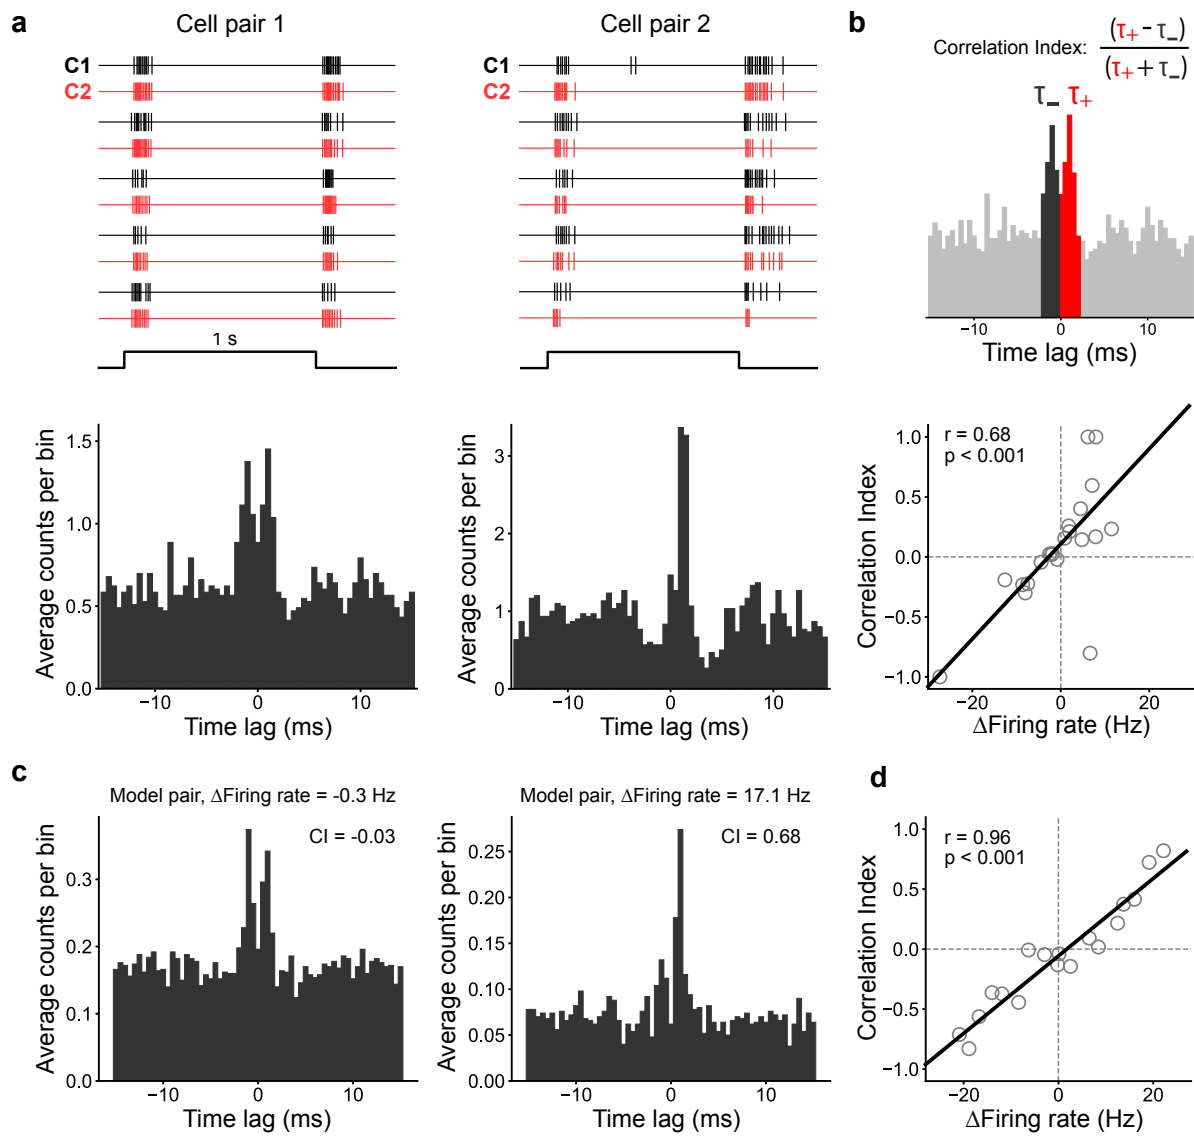 a
Cell pair 1
Cell pair 2
C1
C2
C1
C2
1 s
b
Correlation Index: (τ+ - τ−)
(τ+ + τ−)
τ− τ+
−10 0 10
Time lag (ms)
Average counts per bin
1.5
1.0
0.5
0.0
−10 0 10
Time lag (ms)
Average counts per bin
3
2
1
0
−10 0 10
Time lag (ms)
Correlation Index
r = 0.68
p < 0.001
1.0
0.5
0.0
−0.5
−1.0
−20 0 20
ΔFiring rate (Hz)
c
Model pair, ΔFiring rate = -0.3 Hz
CI = -0.03
Average counts per bin
0.3
0.2
0.1
0.0
−10 0 10
Time lag (ms)
Model pair, ΔFiring rate = 17.1 Hz
CI = 0.68
Average counts per bin
0.25
0.20
0.15
0.10
0.05
0.00
−10 0 10
Time lag (ms)
d
r = 0.96
p < 0.001
Correlation Index
1.0
0.5
0.0
−0.5
−1.0
−20 0 20
ΔFiring rate (Hz)